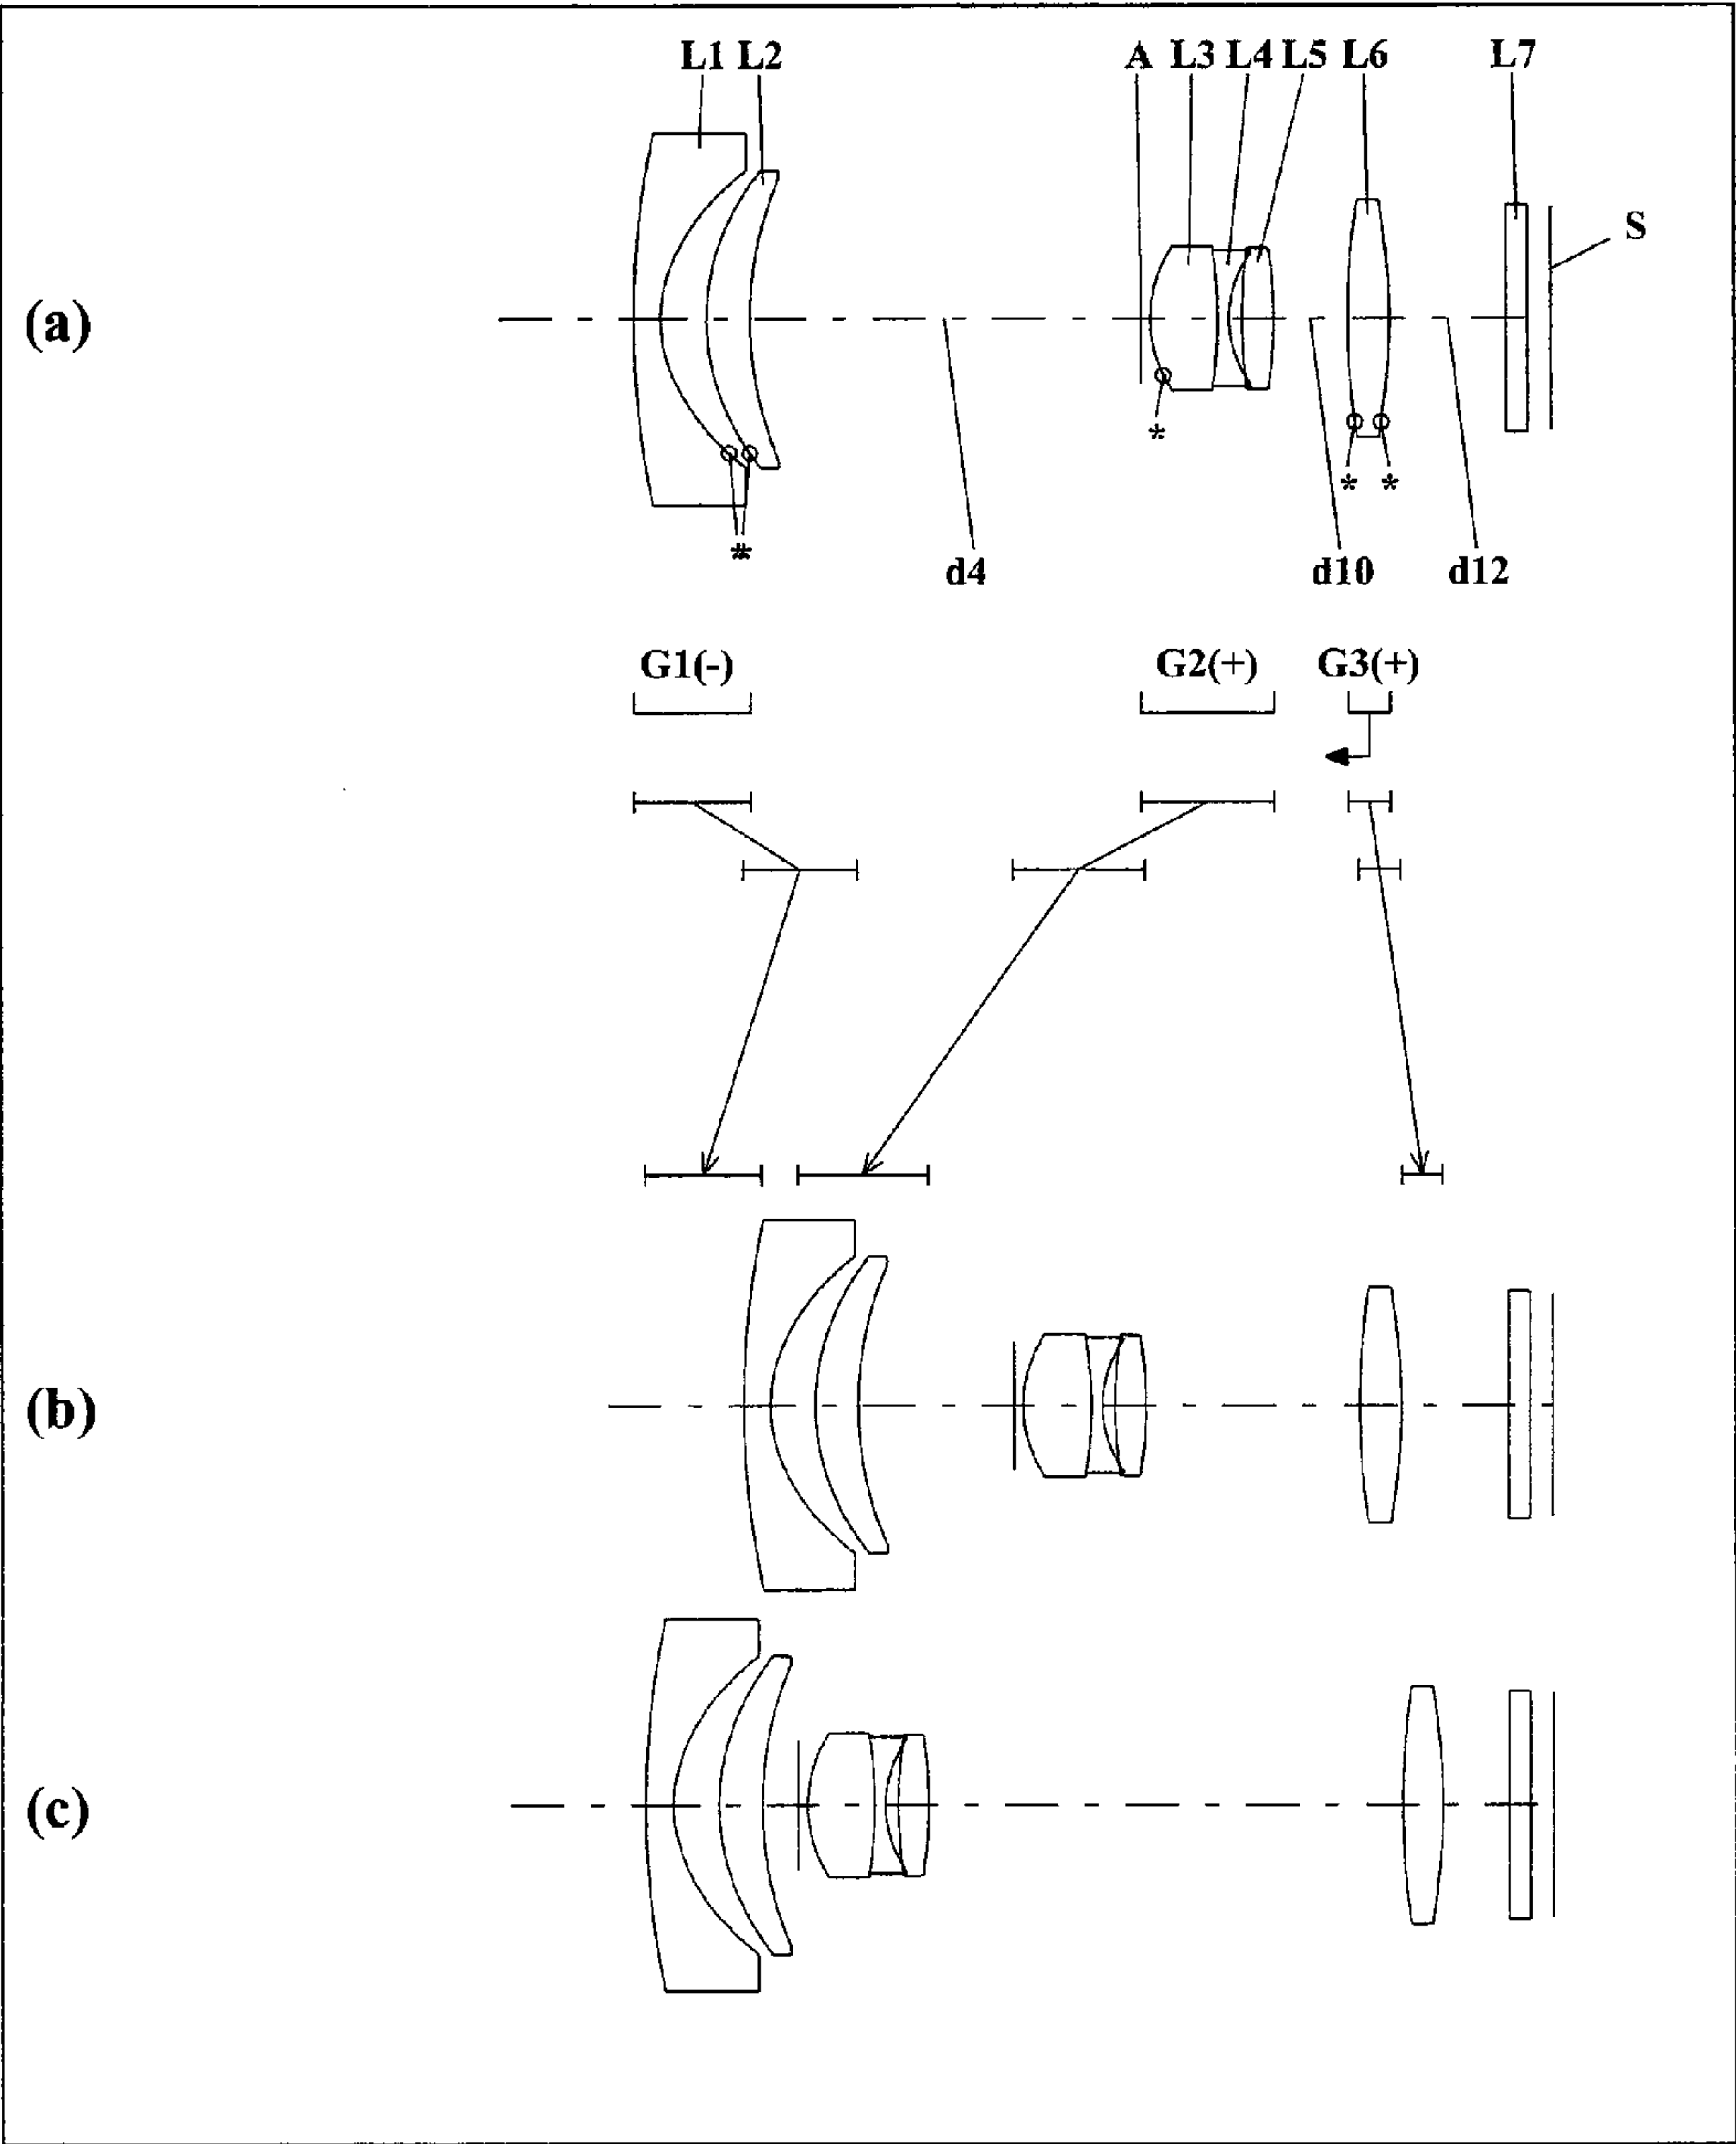 L1 L2 A L3 L4 L5 L6 L7
S
(a)
* * * *
d4 d10 d12
G1(-) G2(+) G3(+)
(b)
(c)